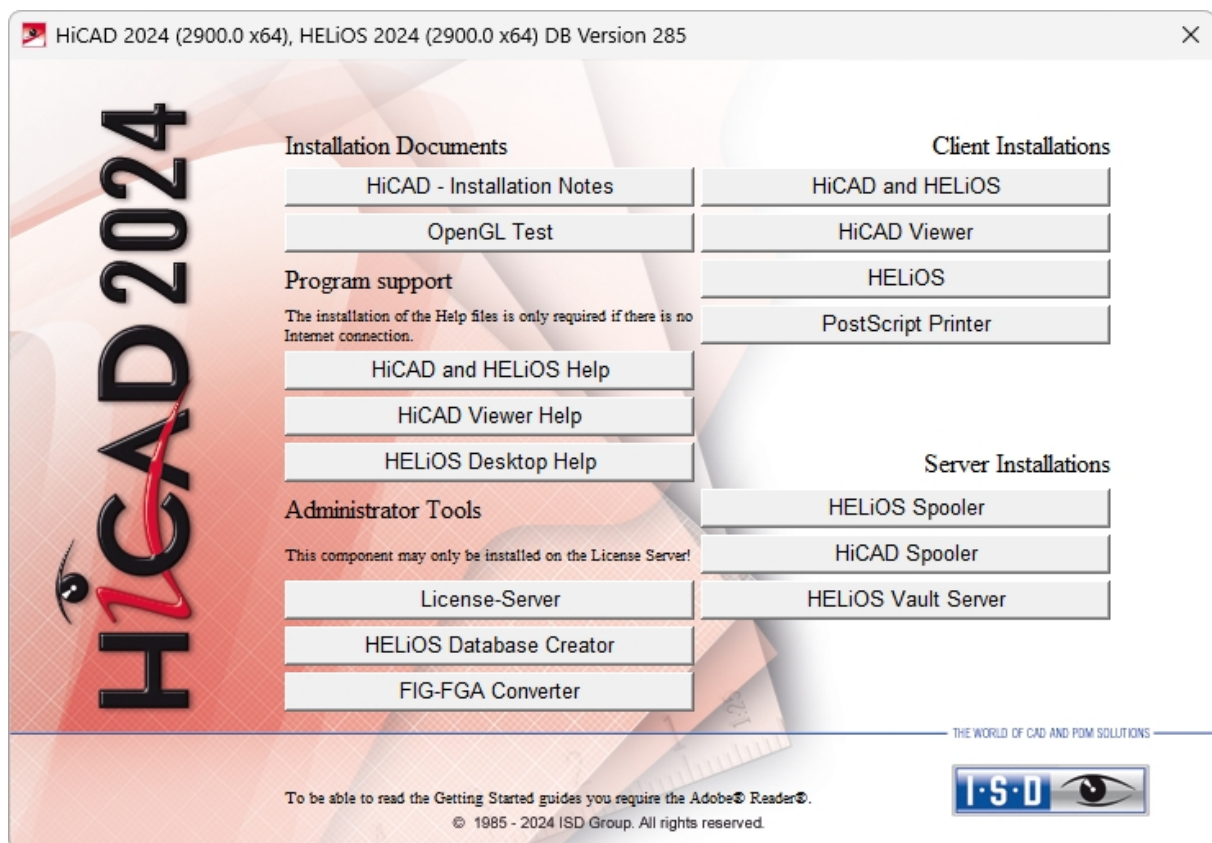 HiCAD 2024 (2900.0 x64), HELiOS 2024 (2900.0 x64) DB Version 285
HiCAD 2024
Installation Documents
HiCAD - Installation Notes
OpenGL Test
Program support
The installation of the Help files is only required if there is no
Internet connection.
HiCAD and HELiOS Help
HiCAD Viewer Help
HELiOS Desktop Help
Administrator Tools
This component may only be installed on the License Server!
License-Server
HELiOS Database Creator
FIG-FGA Converter
Client Installations
HiCAD and HELiOS
HiCAD Viewer
HELiOS
PostScript Printer
Server Installations
HELiOS Spooler
HiCAD Spooler
HELiOS Vault Server
THE WORLD OF CAD AND PDM SOLUTIONS
I·S·D
To be able to read the Getting Started guides you require the Adobe® Reader®.
© 1985 - 2024 ISD Group. All rights reserved.